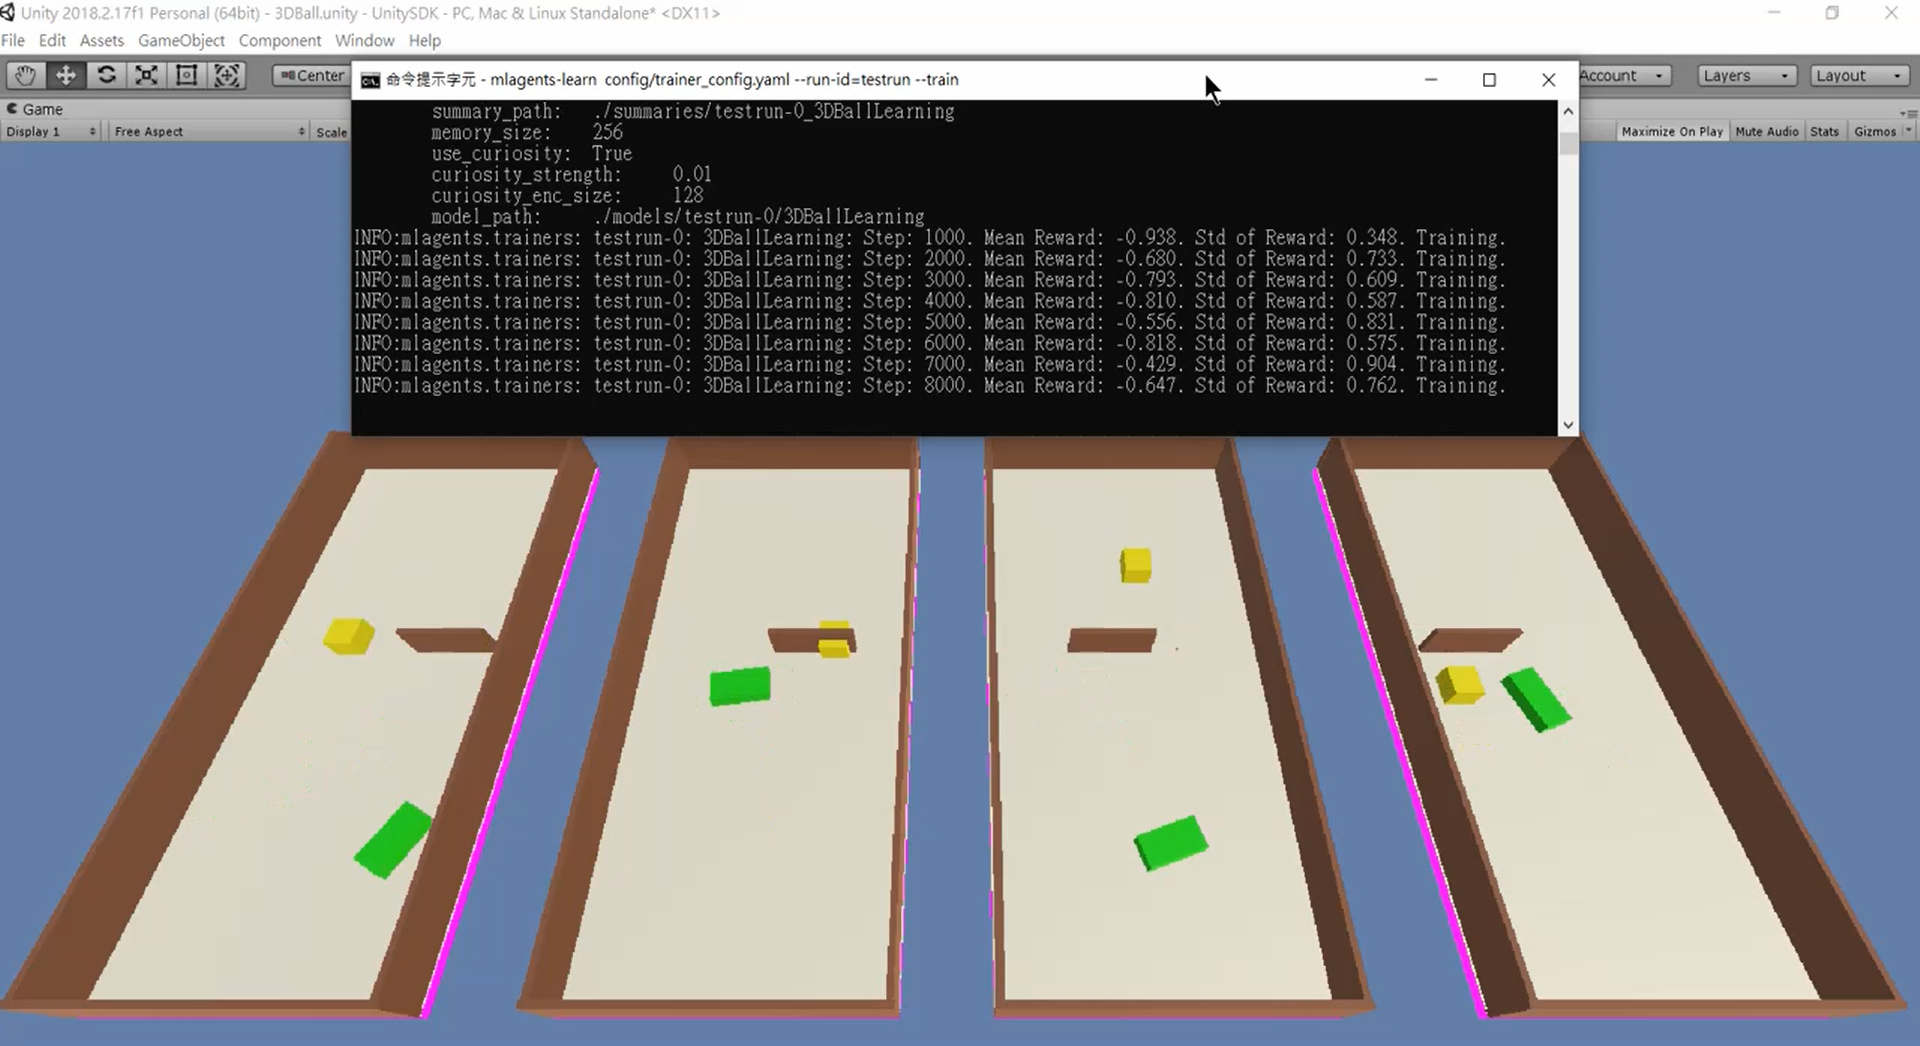 Unity 2018.2.17f1 Personal (64bit) - 3DBall.unity - UnitySDK - PC, Mac & Linux Standalone* <DX11>
File Edit Assets GameObject Component Window Help
Center Account Layers Layout
命令提示字元 - mlagents-learn config/trainer_config.yaml --run-id=testrun --train
Game
Display 1 Free Aspect Scale Maximize On Play Mute Audio Stats Gizmos
summary_path: ./summaries/testrun-0_3DBallLearning
memory_size: 256
use_curiosity: True
curiosity_strength: 0.01
curiosity_enc_size: 128
model_path: ./models/testrun-0/3DBallLearning
INFO:mlagents.trainers: testrun-0: 3DBallLearning: Step: 1000. Mean Reward: -0.938. Std of Reward: 0.348. Training.
INFO:mlagents.trainers: testrun-0: 3DBallLearning: Step: 2000. Mean Reward: -0.680. Std of Reward: 0.733. Training.
INFO:mlagents.trainers: testrun-0: 3DBallLearning: Step: 3000. Mean Reward: -0.793. Std of Reward: 0.609. Training.
INFO:mlagents.trainers: testrun-0: 3DBallLearning: Step: 4000. Mean Reward: -0.810. Std of Reward: 0.587. Training.
INFO:mlagents.trainers: testrun-0: 3DBallLearning: Step: 5000. Mean Reward: -0.556. Std of Reward: 0.831. Training.
INFO:mlagents.trainers: testrun-0: 3DBallLearning: Step: 6000. Mean Reward: -0.818. Std of Reward: 0.575. Training.
INFO:mlagents.trainers: testrun-0: 3DBallLearning: Step: 7000. Mean Reward: -0.429. Std of Reward: 0.904. Training.
INFO:mlagents.trainers: testrun-0: 3DBallLearning: Step: 8000. Mean Reward: -0.647. Std of Reward: 0.762. Training.